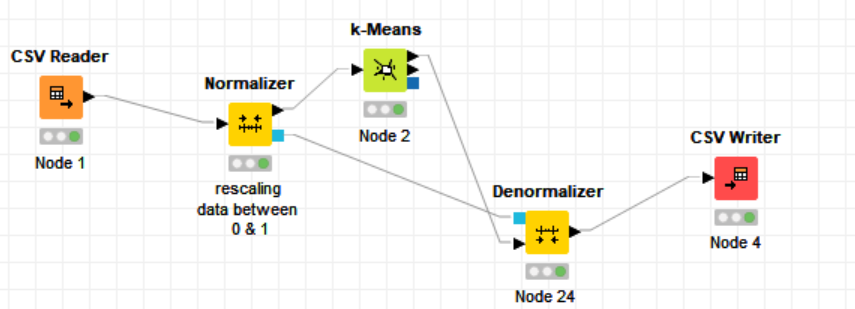 k-Means
CSV Reader
Normalizer
Node 2
CSV Writer
Node 1
rescaling
data between
0 & 1
Denormalizer
Node 4
Node 24